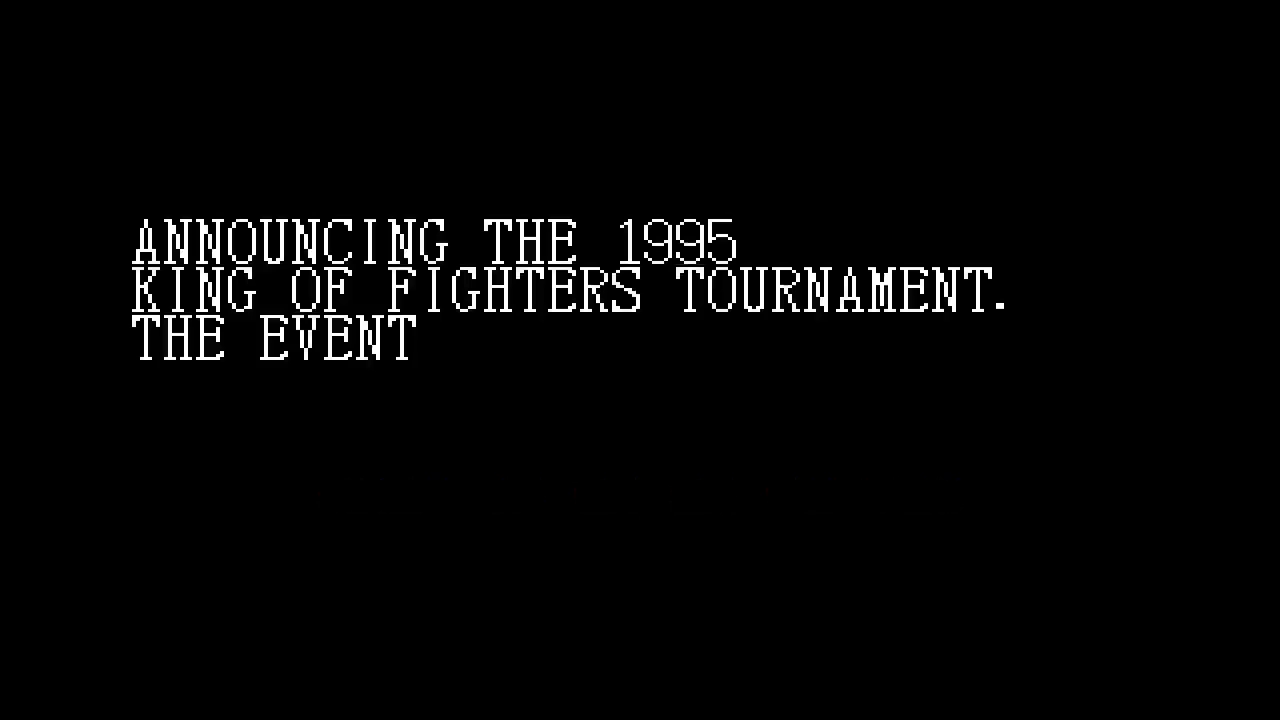 ANNOUNCING THE 1995
KING OF FIGHTERS TOURNAMENT.
THE EVENT